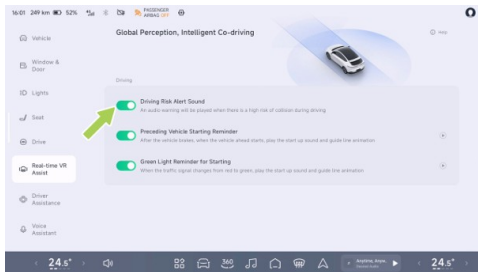 16:01 249 km 52% PASSENGER
AIRBAG OFF
Global Perception, Intelligent Co-driving
Help
Vehicle
Window &
Door
Lights
Seat
Drive
Real-time VR
Assist
Driver
Assistance
Voice
Assistant
Driving
Driving Risk Alert Sound
An audio warning will be played when there is a high risk of collision during driving
Preceding Vehicle Starting Reminder
After the vehicle brakes, when the vehicle ahead starts, play the start up sound and guide line animation
Green Light Reminder for Starting
When the traffic signal changes from red to green, play the start up sound and guide line animation
24.5° 360 24.5°